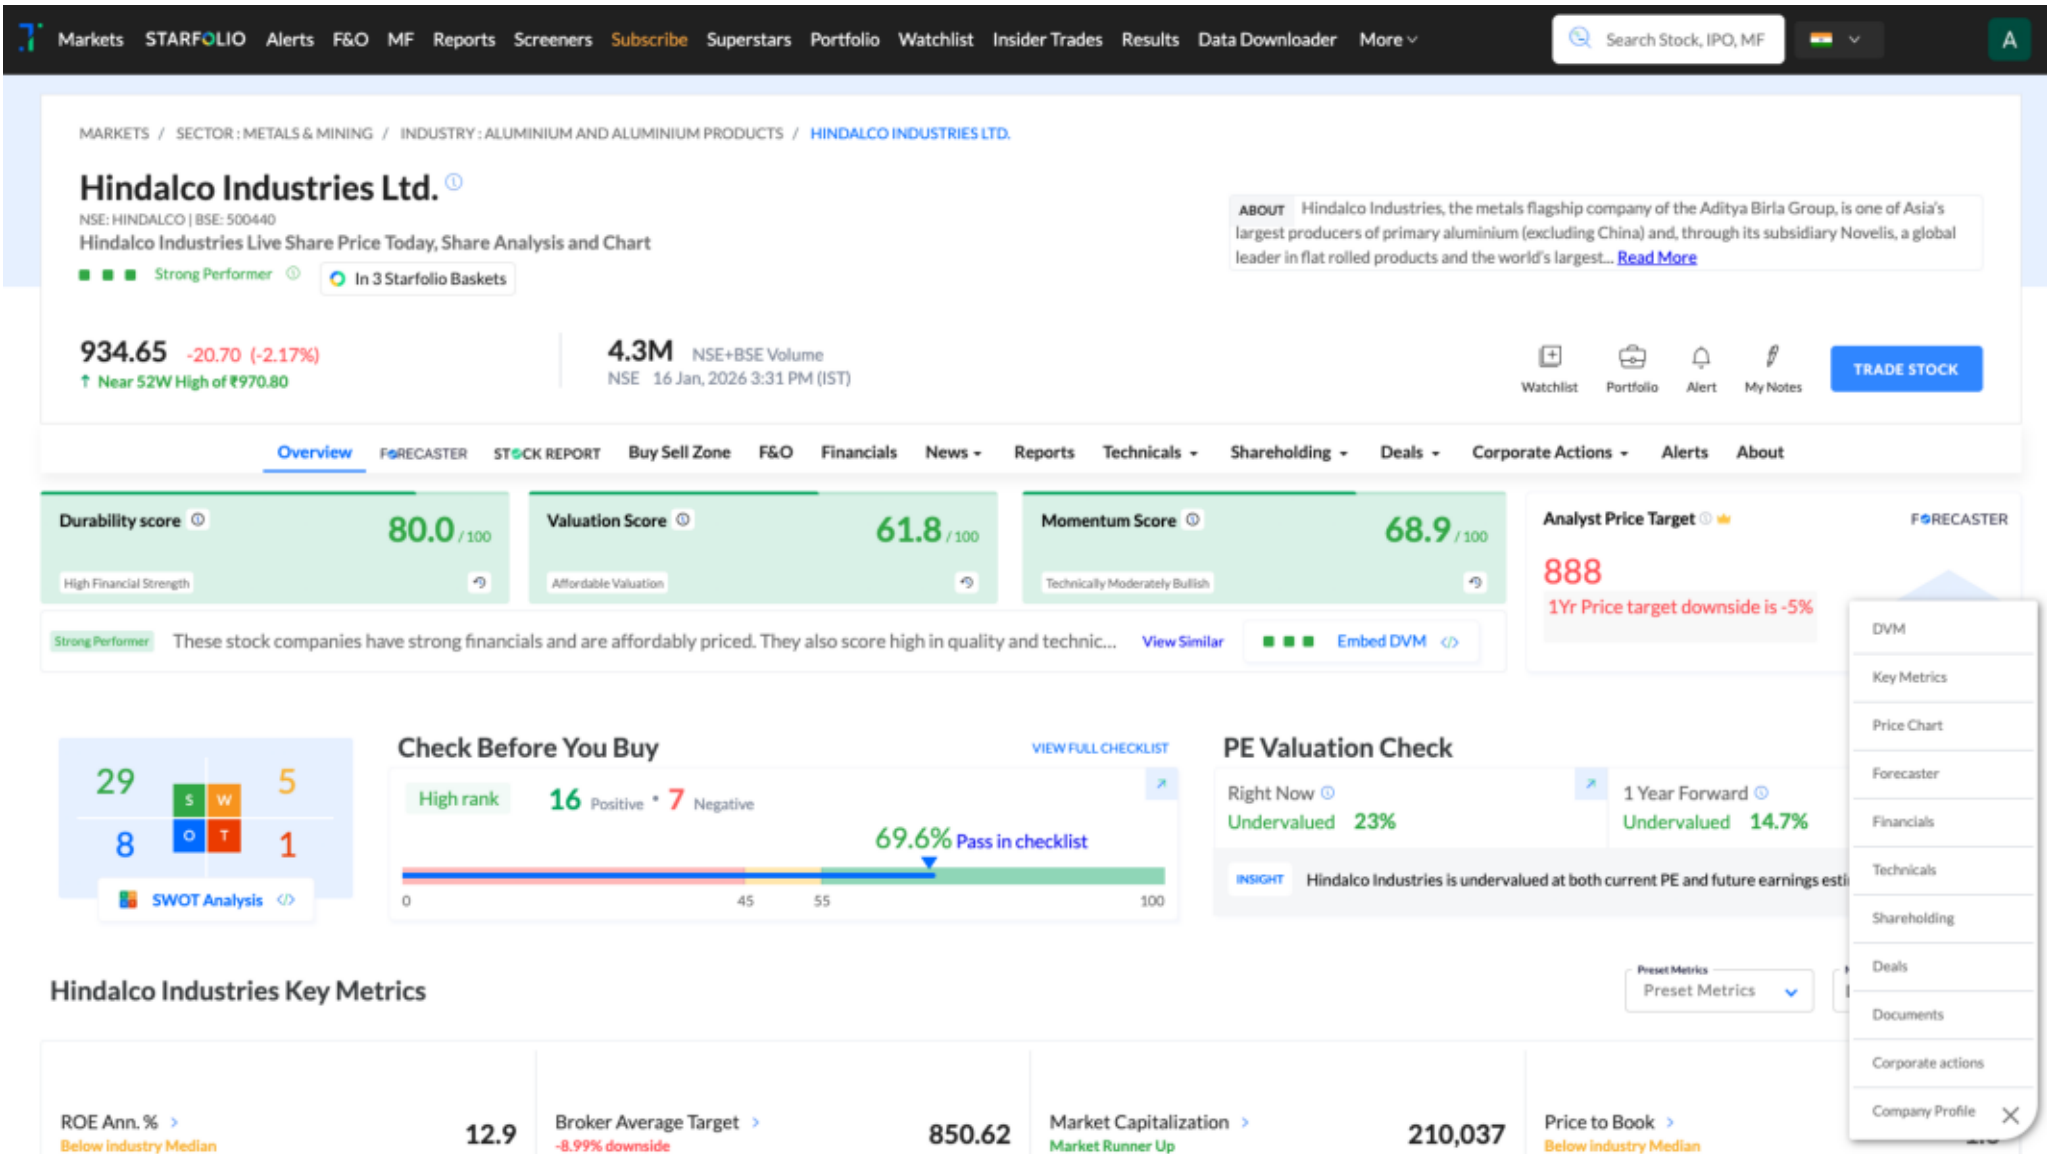 Markets STARFOLIO Alerts F&O MF Reports Screeners Subscribe Superstars Portfolio Watchlist Insider Trades Results Data Downloader More Search Stock, IPO, MF A
MARKETS / SECTOR : METALS & MINING / INDUSTRY : ALUMINIUM AND ALUMINIUM PRODUCTS / HINDALCO INDUSTRIES LTD.
Hindalco Industries Ltd.
NSE: HINDALCO | BSE: 500440
Hindalco Industries Live Share Price Today, Share Analysis and Chart
Strong Performer In 3 Starfolio Baskets
ABOUT Hindalco Industries, the metals flagship company of the Aditya Birla Group, is one of Asia's
largest producers of primary aluminium (excluding China) and, through its subsidiary Novelis, a global
leader in flat rolled products and the world's largest... Read More
934.65 -20.70 (-2.17%)
↑ Near 52W High of ₹970.80
4.3M NSE+BSE Volume
NSE 16 Jan, 2026 3:31 PM (IST)
Watchlist Portfolio Alert My Notes TRADE STOCK
Overview FORECASTER STOCK REPORT Buy Sell Zone F&O Financials News Reports Technicals Shareholding Deals Corporate Actions Alerts About
Durability score 80.0 / 100
High Financial Strength
Valuation Score 61.8 / 100
Affordable Valuation
Momentum Score 68.9 / 100
Technically Moderately Bullish
Analyst Price Target FORECASTER
888
1Yr Price target downside is -5%
Strong Performer These stock companies have strong financials and are affordably priced. They also score high in quality and technic... View Similar Embed DVM </>
29 5
S W
O T
8 1
SWOT Analysis </>
Check Before You Buy VIEW FULL CHECKLIST
High rank 16 Positive • 7 Negative
69.6% Pass in checklist
0 45 55 100
PE Valuation Check
Right Now
Undervalued 23%
1 Year Forward
Undervalued 14.7%
INSIGHT Hindalco Industries is undervalued at both current PE and future earnings esti
Hindalco Industries Key Metrics
Preset Metrics
Preset Metrics
ROE Ann. % 12.9
Below industry Median
Broker Average Target 850.62
-8.99% downside
Market Capitalization 210,037
Market Runner Up
Price to Book
Below industry Median
DVM
Key Metrics
Price Chart
Forecaster
Financials
Technicals
Shareholding
Deals
Documents
Corporate actions
Company Profile